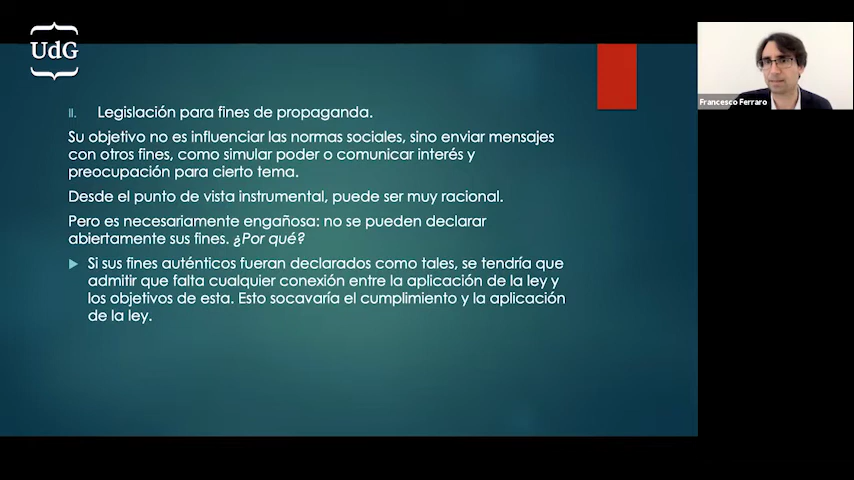 UdG
II. Legislación para fines de propaganda.
Su objetivo no es influenciar las normas sociales, sino enviar mensajes
con otros fines, como simular poder o comunicar interés y
preocupación para cierto tema.
Desde el punto de vista instrumental, puede ser muy racional.
Pero es necesariamente engañosa: no se pueden declarar
abiertamente sus fines. ¿Por qué?
Si sus fines auténticos fueran declarados como tales, se tendría que
admitir que falta cualquier conexión entre la aplicación de la ley y
los objetivos de esta. Esto socavaría el cumplimiento y la aplicación
de la ley.
Francesco Ferraro